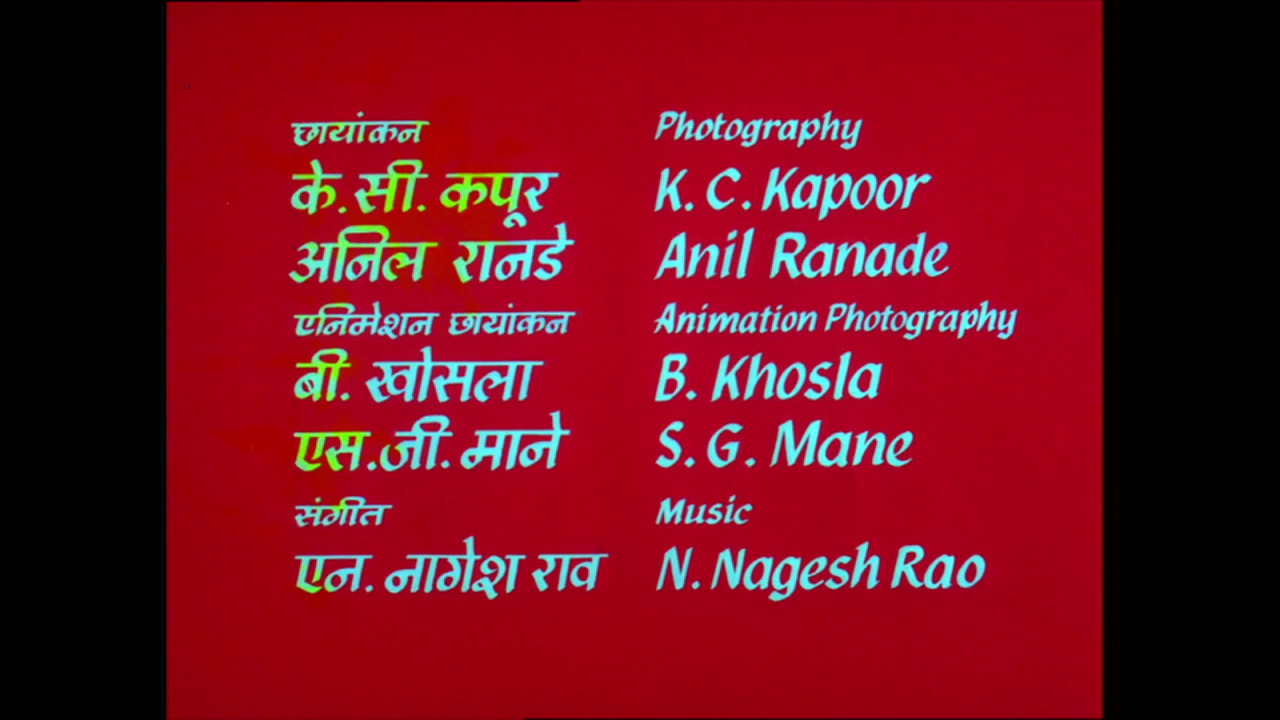 छायांकन
के. सी. कपूर
अनिल रानडे
एनिमेशन छायांकन
बी. खोसला
एस. जी. माने
संगीत
एन. नागेश राव
Photography
K. C. Kapoor
Anil Ranade
Animation Photography
B. Khosla
S. G. Mane
Music
N. Nagesh Rao